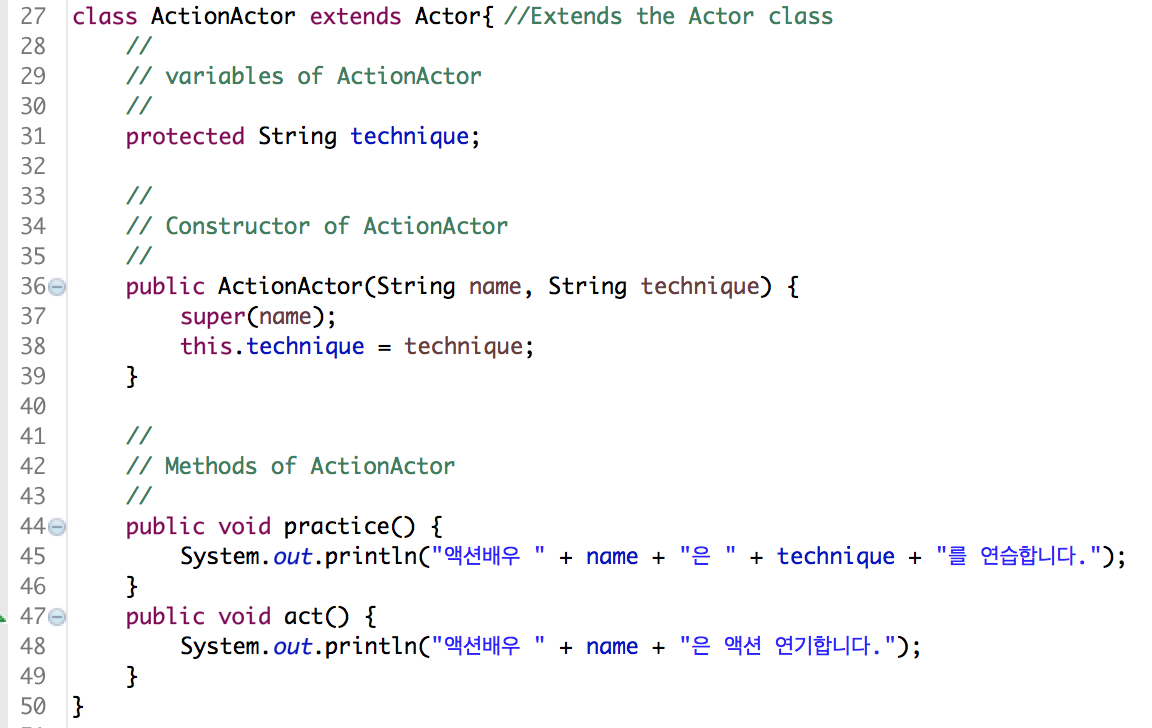 27 class ActionActor extends Actor{ //Extends the Actor class
28     //
29     // variables of ActionActor
30     //
31     protected String technique;
32
33     //
34     // Constructor of ActionActor
35     //
36     public ActionActor(String name, String technique) {
37         super(name);
38         this.technique = technique;
39     }
40
41     //
42     // Methods of ActionActor
43     //
44     public void practice() {
45         System.out.println("액션배우 " + name + "은 " + technique + "를 연습합니다.");
46     }
47     public void act() {
48         System.out.println("액션배우 " + name + "은 액션 연기합니다.");
49     }
50 }